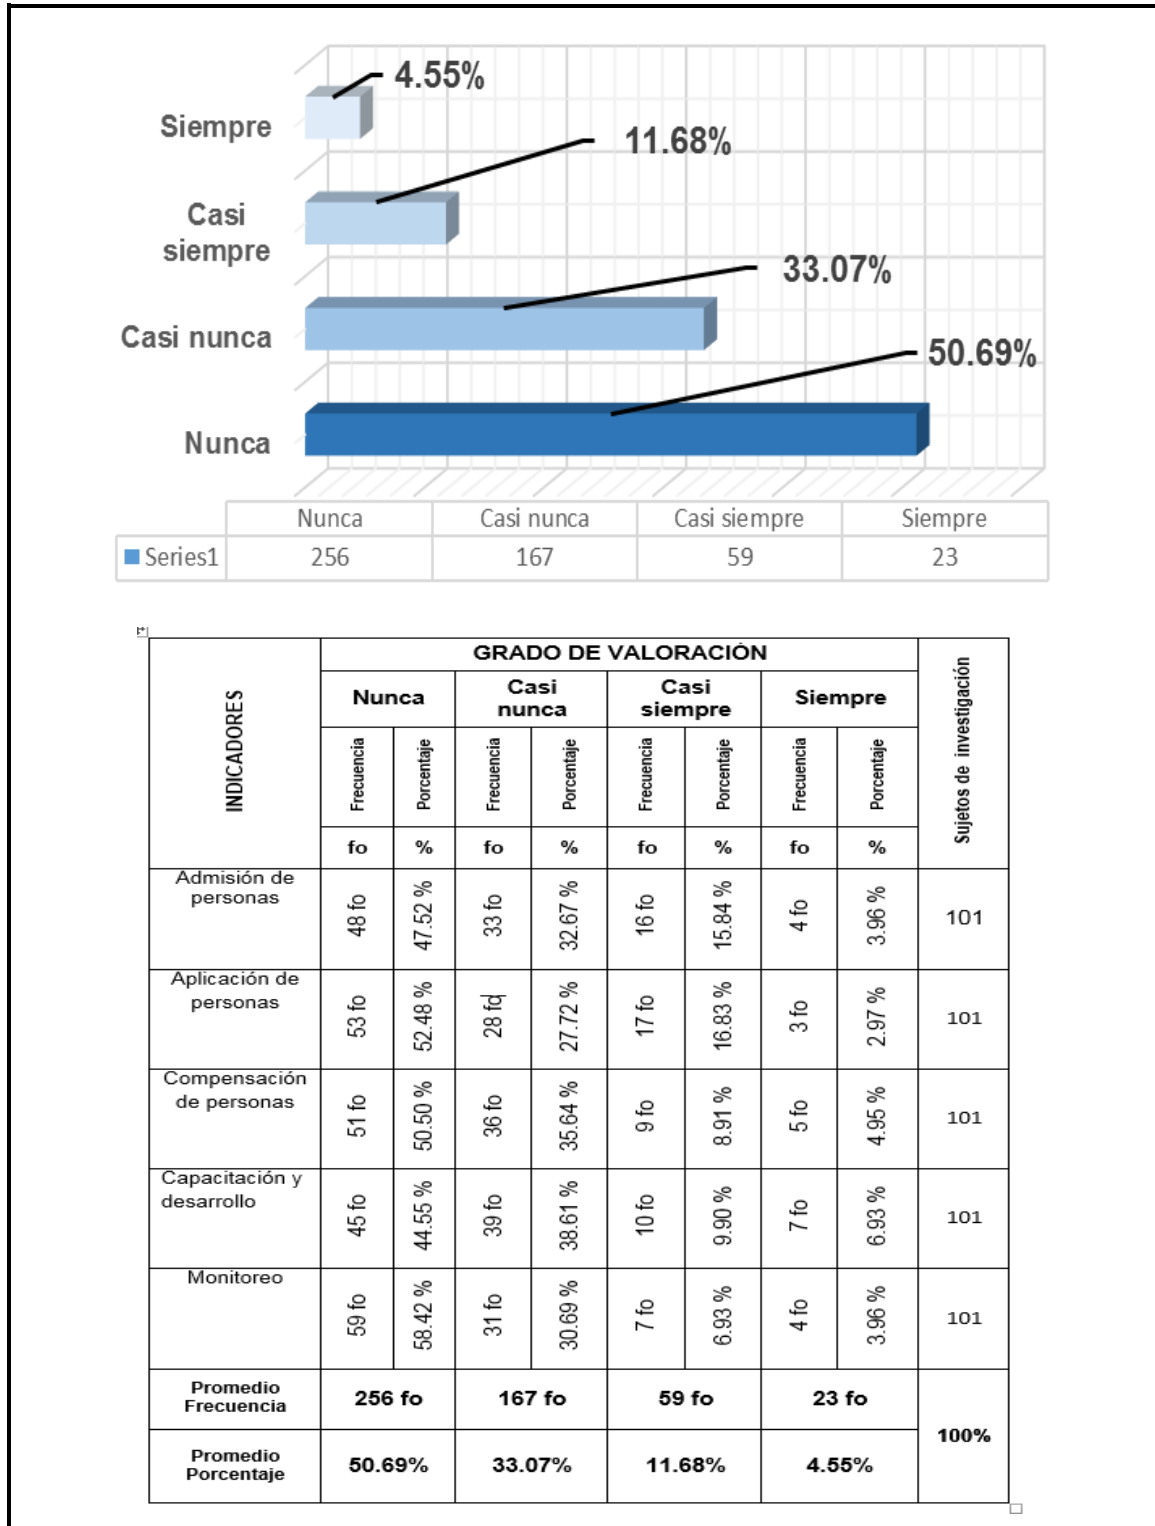 4.55%
Siempre
11.68%
Casi
siempre
33.07%
Casi nunca
50.69%
Nunca
Nunca Casi nunca Casi siempre Siempre
Series1 256 167 59 23
INDICADORES
GRADO DE VALORACIÓN
Sujetos de investigación
Nunca
Casi
nunca
Casi
siempre
Siempre
Frecuencia Porcentaje Frecuencia Porcentaje Frecuencia Porcentaje Frecuencia Porcentaje
fo % fo % fo % fo %
Admisión de
personas
48 fo 47.52 % 33 fo 32.67 % 16 fo 15.84 % 4 fo 3.96 % 101
Aplicación de
personas
53 fo 52.48 % 28 fo 27.72 % 17 fo 16.83 % 3 fo 2.97 % 101
Compensación
de personas
51 fo 50.50 % 36 fo 35.64 % 9 fo 8.91 % 5 fo 4.95 % 101
Capacitación y
desarrollo
45 fo 44.55 % 39 fo 38.61 % 10 fo 9.90 % 7 fo 6.93 % 101
Monitoreo
59 fo 58.42 % 31 fo 30.69 % 7 fo 6.93 % 4 fo 3.96 % 101
Promedio
Frecuencia
256 fo 167 fo 59 fo 23 fo
100%
Promedio
Porcentaje
50.69% 33.07% 11.68% 4.55%